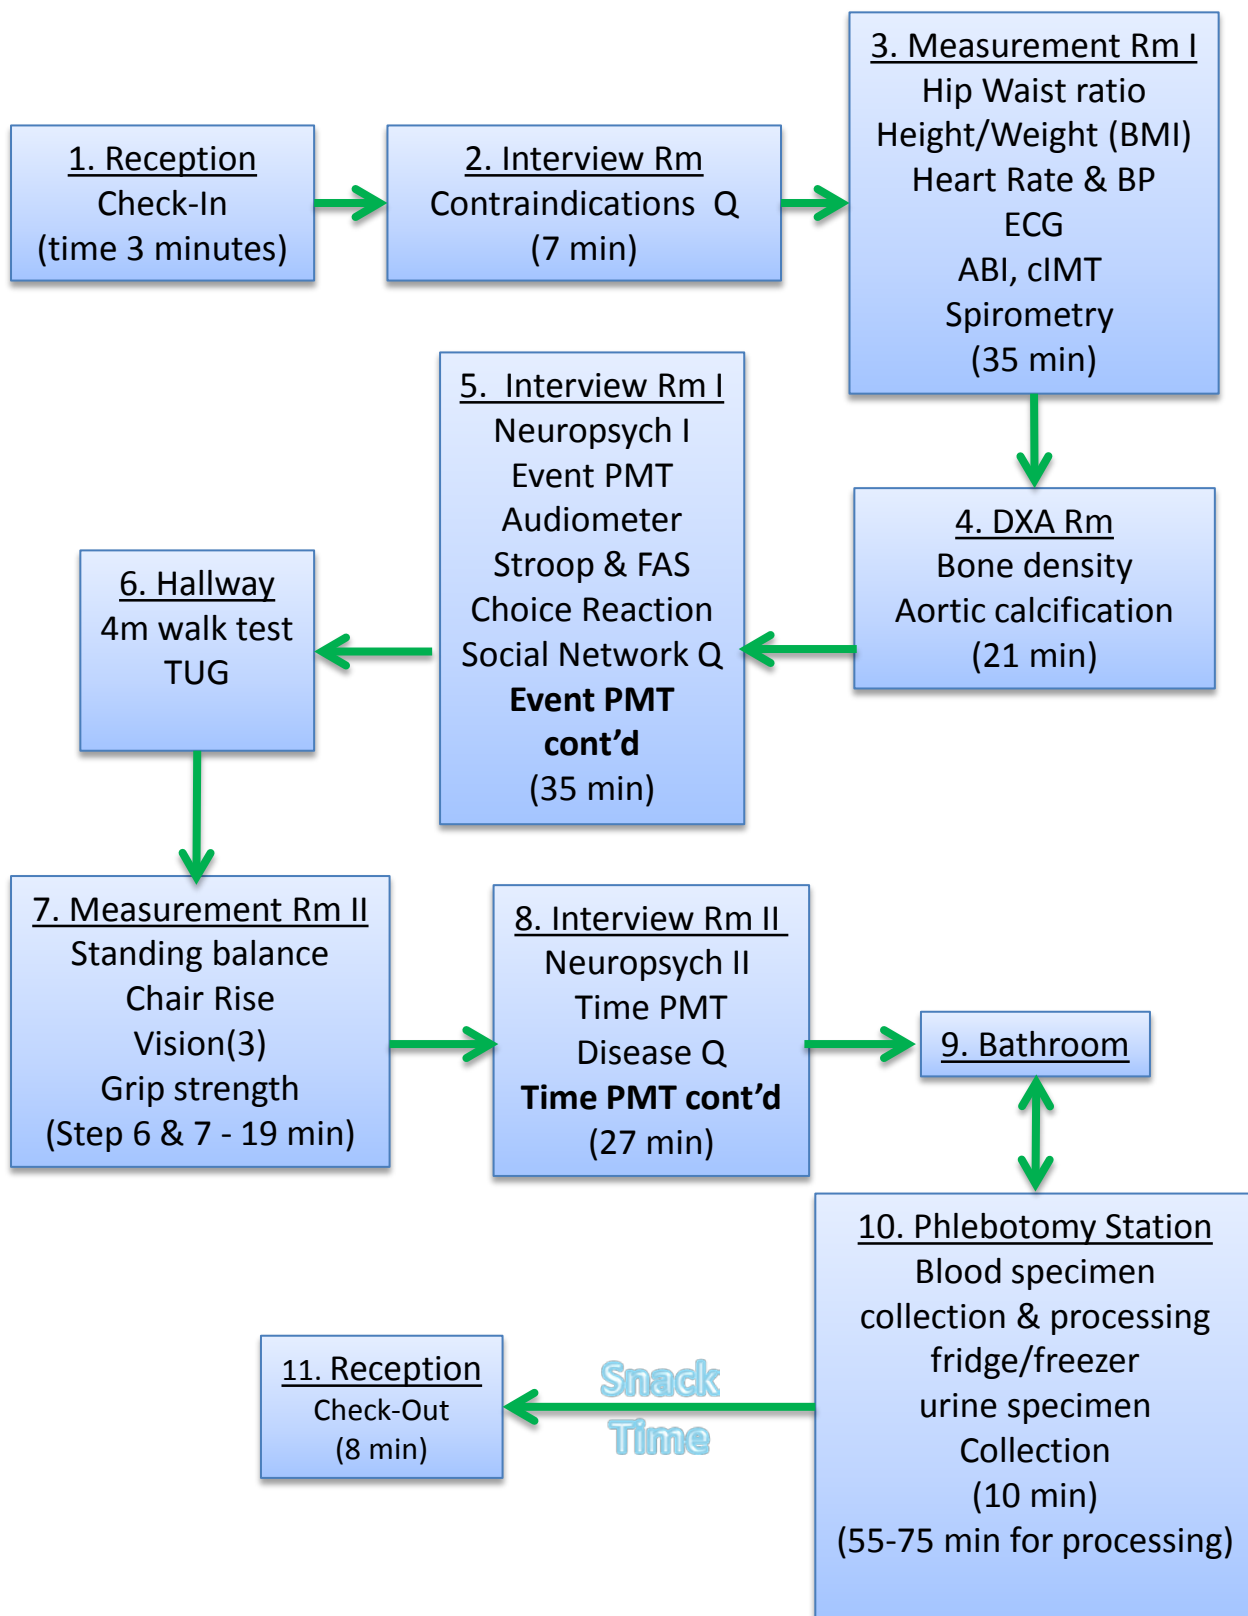 1. Reception
Check-In
(time 3 minutes)
2. Interview Rm
Contraindications Q
(7 min)
3. Measurement Rm I
Hip Waist ratio
Height/Weight (BMI)
Heart Rate & BP
ECG
ABI, cIMT
Spirometry
(35 min)
4. DXA Rm
Bone density
Aortic calcification
(21 min)
5. Interview Rm I
Neuropsych I
Event PMT
Audiometer
Stroop & FAS
Choice Reaction
Social Network Q
Event PMT
cont’d
(35 min)
6. Hallway
4m walk test
TUG
7. Measurement Rm II
Standing balance
Chair Rise
Vision(3)
Grip strength
(Step 6 & 7 - 19 min)
8. Interview Rm II
Neuropsych II
Time PMT
Disease Q
Time PMT cont’d
(27 min)
9. Bathroom
10. Phlebotomy Station
Blood specimen
collection & processing
fridge/freezer
urine specimen
Collection
(10 min)
(55-75 min for processing)
Snack
Time
11. Reception
Check-Out
(8 min)